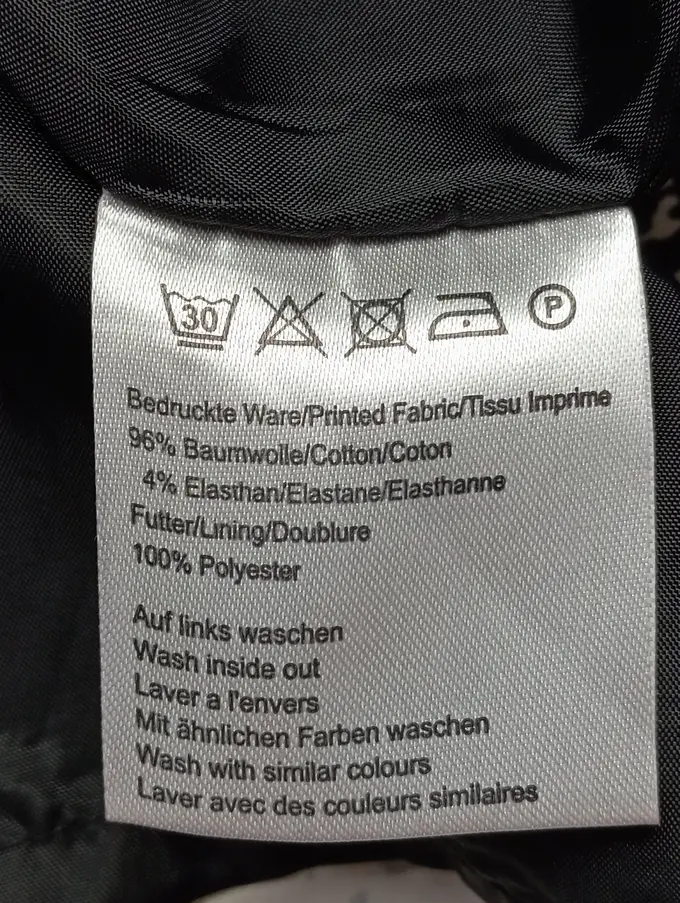 30 P
Bedruckte Ware/Printed Fabric/Tissu Imprime
96% Baumwolle/Cotton/Coton
4% Elasthan/Elastane/Elasthanne
Futter/Lining/Doublure
100% Polyester
Auf links waschen
Wash inside out
Laver a l'envers
Mit ähnlichen Farben waschen
Wash with similar colours
Laver avec des couleurs similaires